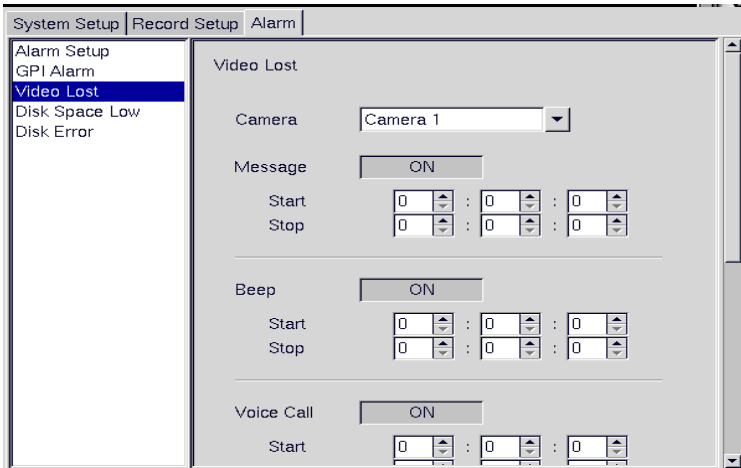 System Setup Record Setup Alarm
Alarm Setup
GPI Alarm
Video Lost
Disk Space Low
Disk Error
Video Lost
Camera Camera 1
Message ON
Start 0 : 0 : 0
Stop 0 : 0 : 0
Beep ON
Start 0 : 0 : 0
Stop 0 : 0 : 0
Voice Call ON
Start 0 : 0 : 0